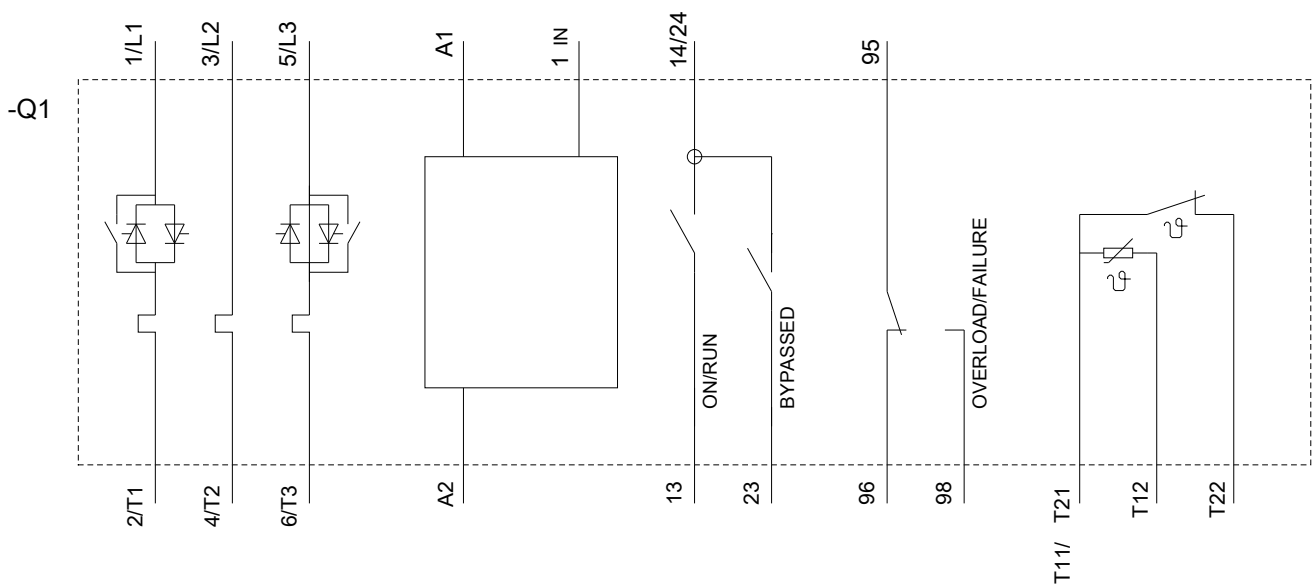 1/L1
3/L2
5/L3
A1
1 IN
14/24
95
-Q1
ON/RUN
BYPASSED
OVERLOAD/FAILURE
2/T1
4/T2
6/T3
A2
13
23
96
98
T11/ T21
T12
T22